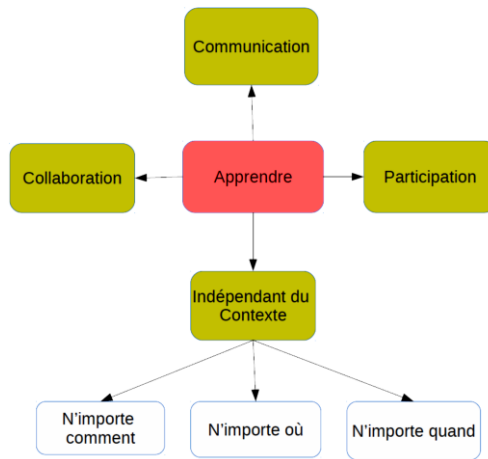 Communication
Collaboration
Apprendre
Participation
Indépendant du
Contexte
N'importe
comment
N'importe où
N'importe quand